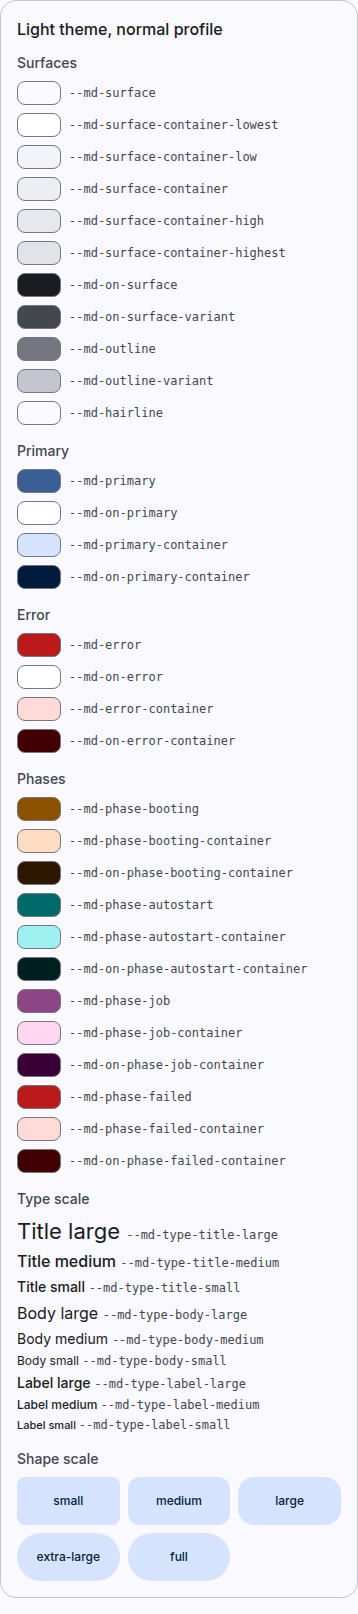 Light theme, normal profile
Surfaces
--md-surface
--md-surface-container-lowest
--md-surface-container-low
--md-surface-container
--md-surface-container-high
--md-surface-container-highest
--md-on-surface
--md-on-surface-variant
--md-outline
--md-outline-variant
--md-hairline
Primary
--md-primary
--md-on-primary
--md-primary-container
--md-on-primary-container
Error
--md-error
--md-on-error
--md-error-container
--md-on-error-container
Phases
--md-phase-booting
--md-phase-booting-container
--md-on-phase-booting-container
--md-phase-autostart
--md-phase-autostart-container
--md-on-phase-autostart-container
--md-phase-job
--md-phase-job-container
--md-on-phase-job-container
--md-phase-failed
--md-phase-failed-container
--md-on-phase-failed-container
Type scale
Title large --md-type-title-large
Title medium --md-type-title-medium
Title small --md-type-title-small
Body large --md-type-body-large
Body medium --md-type-body-medium
Body small --md-type-body-small
Label large --md-type-label-large
Label medium --md-type-label-medium
Label small --md-type-label-small
Shape scale
small medium large
extra-large full